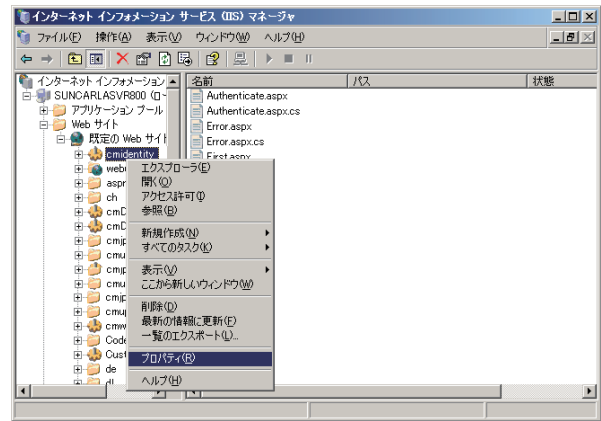 インターネット インフォメーション サービス (IIS) マネージャ
ファイル(F) 操作(A) 表示(V) ウィンドウ(W) ヘルプ(H)
インターネット インフォメーション
名前 パス 状態
SUNCARLASVR800 (ロ
アプリケーション プール
Web サイト
既定の Web サイト
cmidentity
webu
aspr
ch
cmD
cmD
cmjp
cmu
cmjp
cmu
cmjp
cmup
cmw
Code
Cust
de
dl
Authenticate.aspx
Authenticate.aspx.cs
Error.aspx
Error.aspx.cs
First.aspx
エクスプローラ(E)
開く(O)
アクセス許可(I)
参照(B)
新規作成(N)
すべてのタスク(K)
表示(V)
ここから新しいウィンドウ(W)
削除(D)
最新の情報に更新(F)
一覧のエクスポート(L)...
プロパティ(R)
ヘルプ(H)